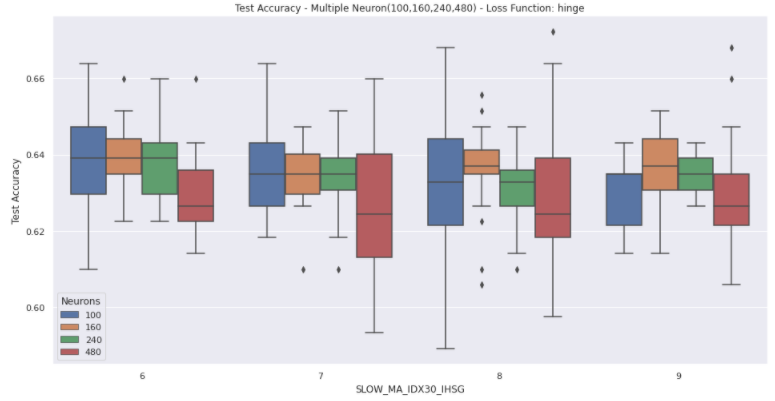 Test Accuracy - Multiple Neuron(100,160,240,480) - Loss Function: hinge
Test Accuracy
0.66
0.64
0.62
0.60
Neurons
100
160
240
480
6 7 8 9
SLOW_MA_IDX30_IHSG